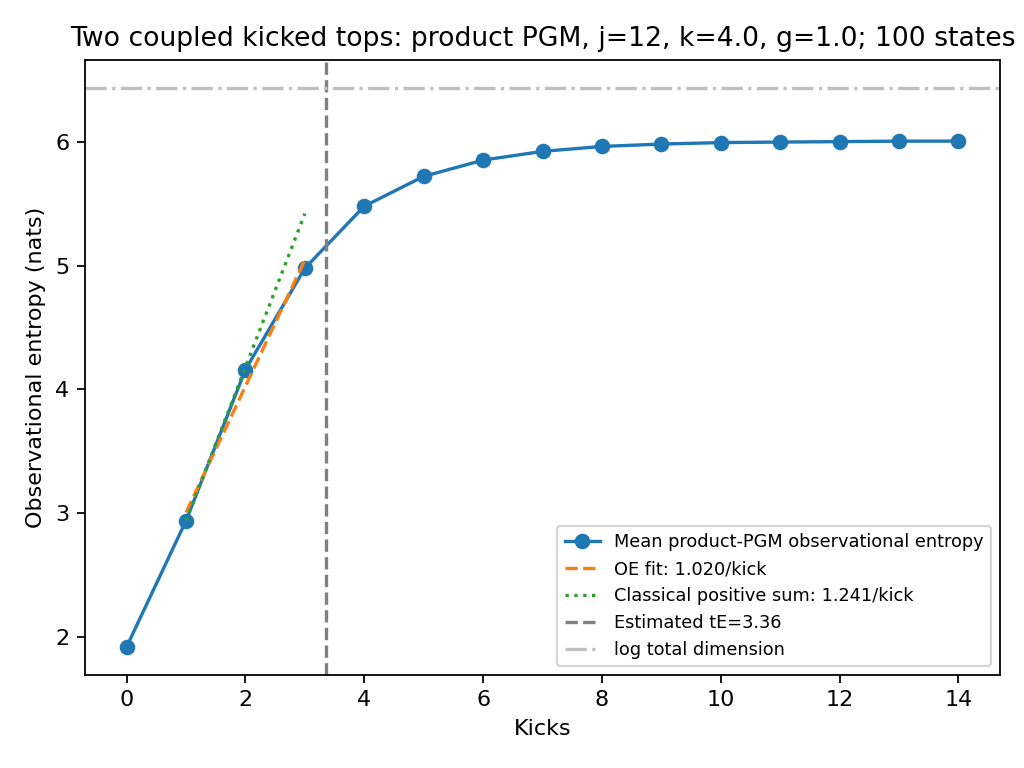 Two coupled kicked tops: product PGM, j=12, k=4.0, g=1.0; 100 states
Observational entropy (nats)
6
5
4
3
2
Mean product-PGM observational entropy
OE fit: 1.020/kick
Classical positive sum: 1.241/kick
Estimated tE=3.36
log total dimension
0 2 4 6 8 10 12 14
Kicks